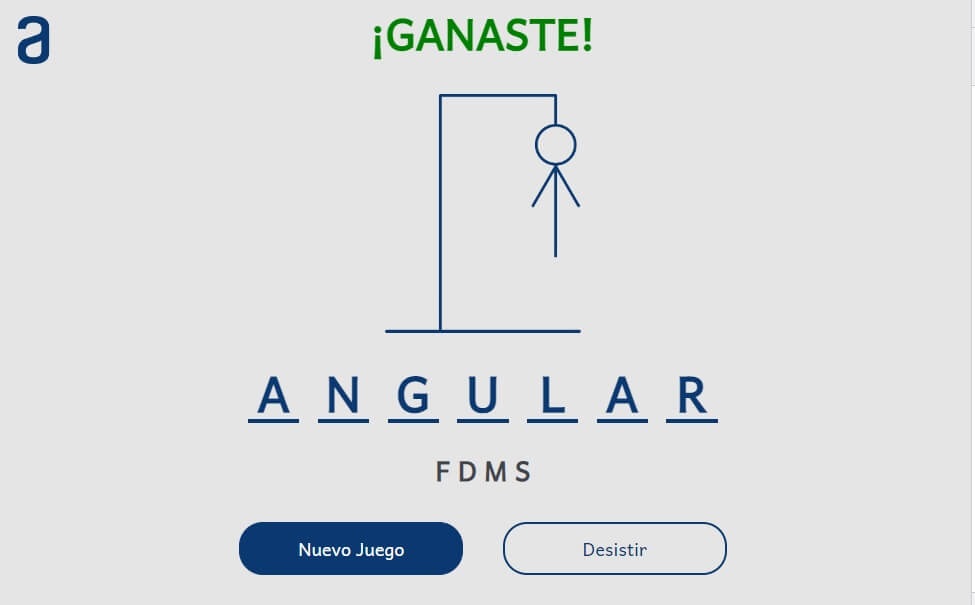 a
¡GANASTE!
A N G U L A R
F D M S
Nuevo Juego
Desistir